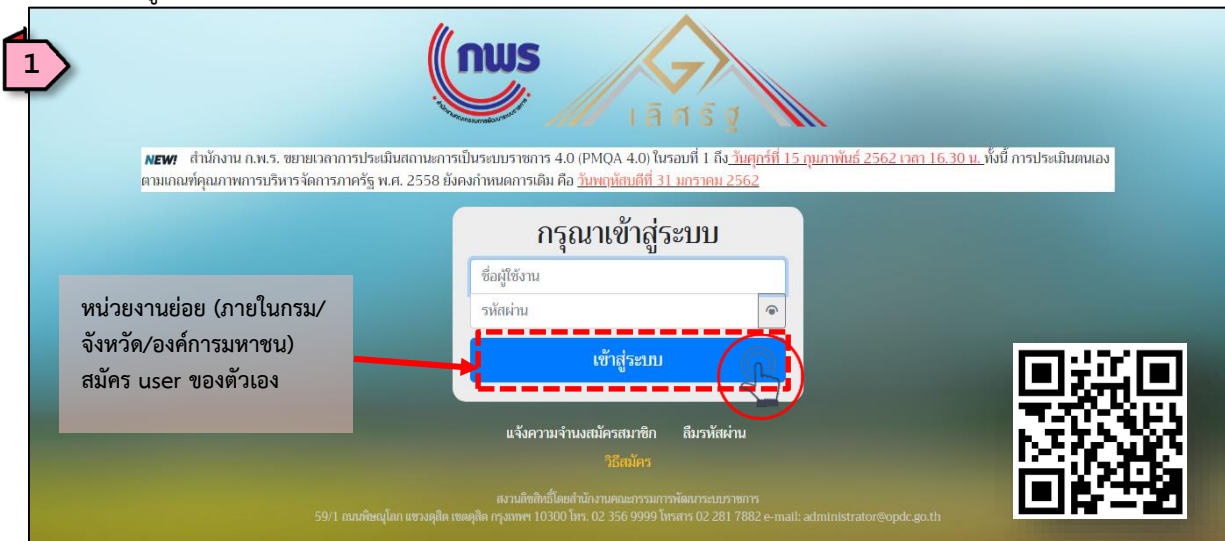 1
กพร
เลิศรัฐ
NEW! สำนักงาน ก.พ.ร. ขยายเวลาการประเมินสถานะการเป็นระบบราชการ 4.0 (PMQA 4.0) ในรอบที่ 1 ถึง วันศุกร์ที่ 15 กุมภาพันธ์ 2562 เวลา 16.30 น. ทั้งนี้ การประเมินตนเอง
ตามเกณฑ์คุณภาพการบริหารจัดการภาครัฐ พ.ศ. 2558 ยังคงกำหนดการเดิม คือ วันพฤหัสบดีที่ 31 มกราคม 2562
กรุณาเข้าสู่ระบบ
ชื่อผู้ใช้งาน
รหัสผ่าน
เข้าสู่ระบบ
หน่วยงานย่อย (ภายในกรม/
จังหวัด/องค์การมหาชน)
สมัคร user ของตัวเอง
แจ้งความจำนงสมัครสมาชิก ลืมรหัสผ่าน
วิธีสมัคร
สงวนลิขสิทธิ์โดยสำนักงานคณะกรรมการพัฒนาระบบราชการ
59/1 ถนนพิษณุโลก แขวงดุสิต เขตดุสิต กรุงเทพฯ 10300 โทร. 02 356 9999 โทรสาร 02 281 7882 e-mail: administrator@opdc.go.th